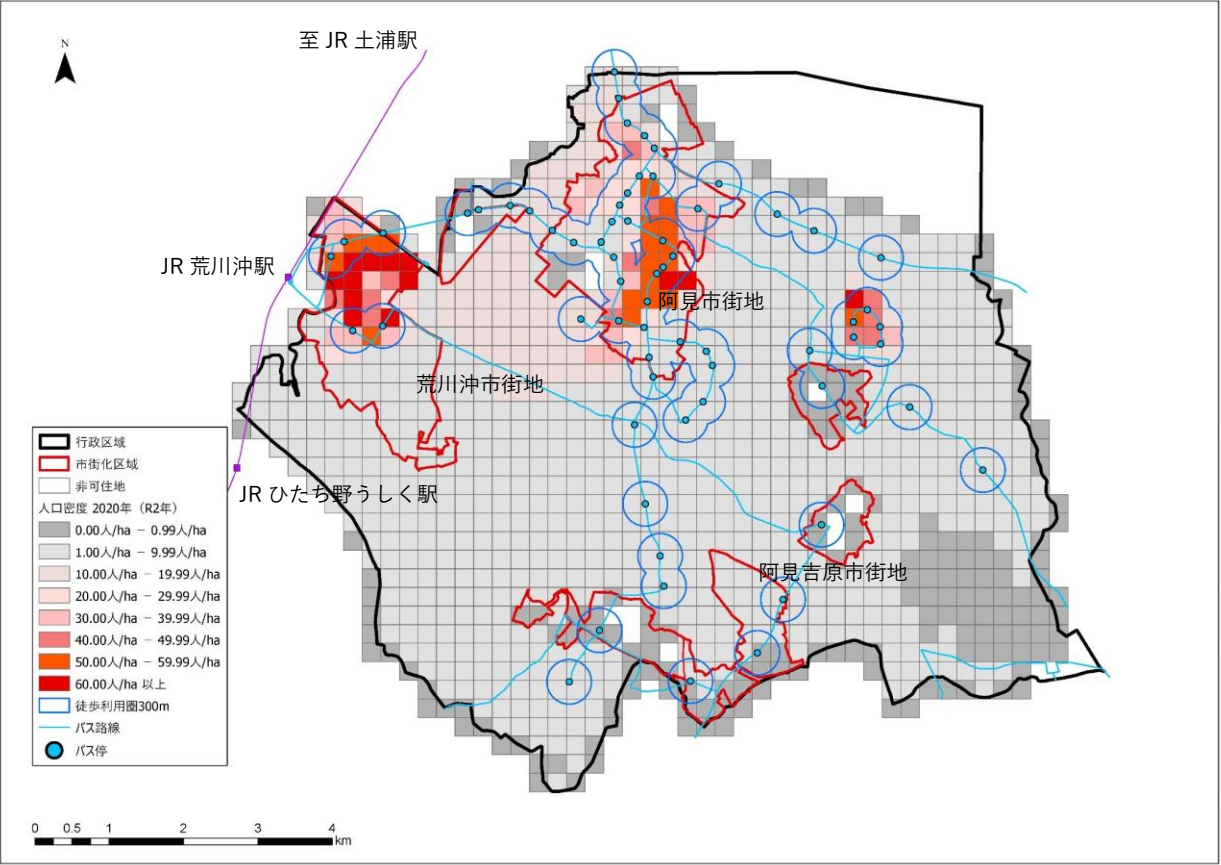 至 JR 土浦駅
N
JR 荒川沖駅
阿見市街地
荒川沖市街地
JR ひたち野うしく駅
阿見吉原市街地
行政区域
市街化区域
非可住地
人口密度 2020年（R2年）
0.00人/ha － 0.99人/ha
1.00人/ha － 9.99人/ha
10.00人/ha － 19.99人/ha
20.00人/ha － 29.99人/ha
30.00人/ha － 39.99人/ha
40.00人/ha － 49.99人/ha
50.00人/ha － 59.99人/ha
60.00人/ha 以上
徒歩利用圏300m
バス路線
バス停
0 0.5 1 2 3 4
km